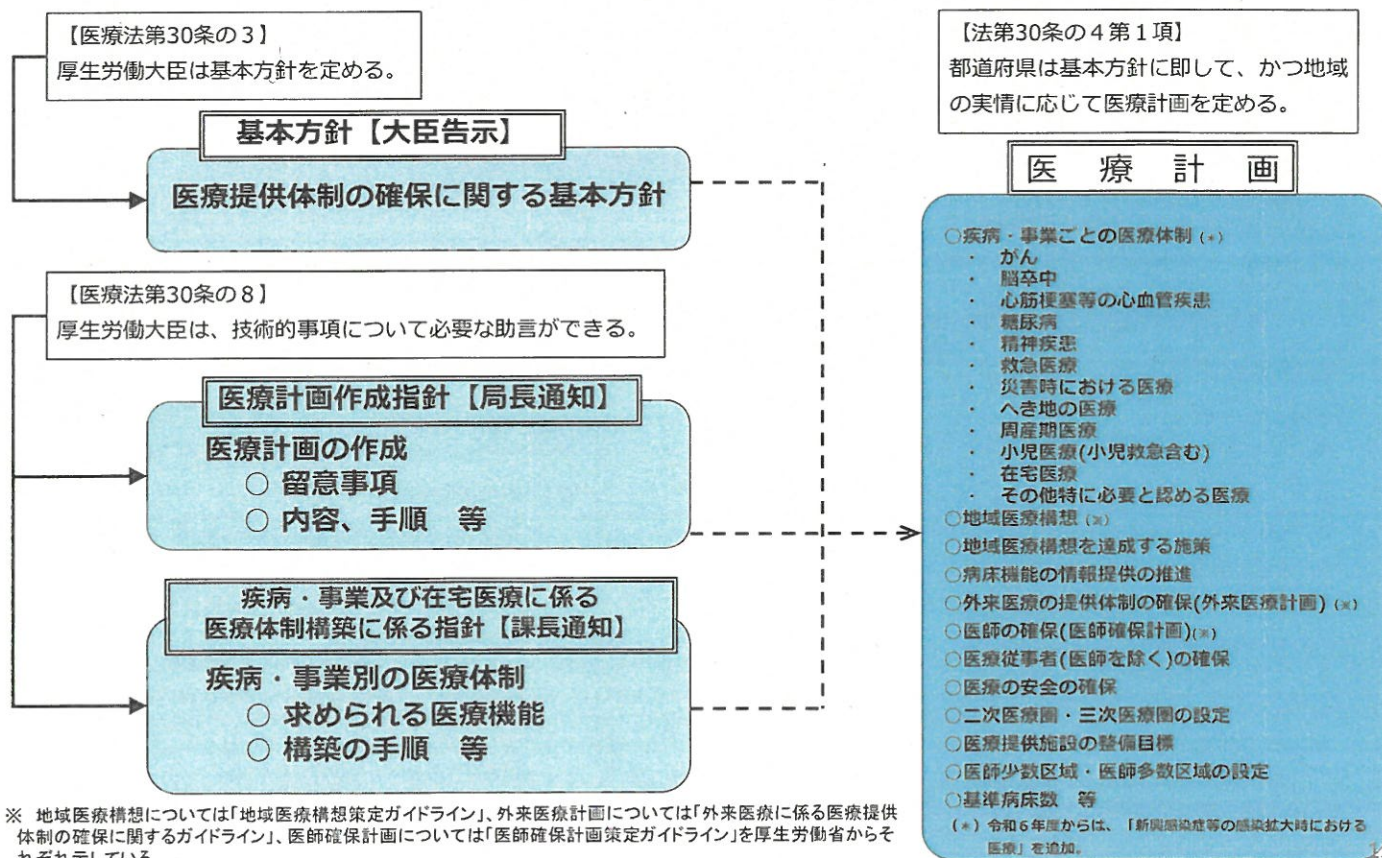 【医療法第30条の3】
厚生労働大臣は基本方針を定める。
基本方針【大臣告示】
医療提供体制の確保に関する基本方針
【医療法第30条の8】
厚生労働大臣は、技術的事項について必要な助言ができる。
医療計画作成指針【局長通知】
医療計画の作成
○ 留意事項
○ 内容、手順 等
疾病・事業及び在宅医療に係る
医療体制構築に係る指針【課長通知】
疾病・事業別の医療体制
○ 求められる医療機能
○ 構築の手順 等
【法第30条の4第1項】
都道府県は基本方針に即して、かつ地域
の実情に応じて医療計画を定める。
医 療 計 画
○疾病・事業ごとの医療体制(*)
・ がん
・ 脳卒中
・ 心筋梗塞等の心血管疾患
・ 糖尿病
・ 精神疾患
・ 救急医療
・ 災害時における医療
・ へき地の医療
・ 周産期医療
・ 小児医療(小児救急含む)
・ 在宅医療
・ その他特に必要と認める医療
○地域医療構想(※)
○地域医療構想を達成する施策
○病床機能の情報提供の推進
○外来医療の提供体制の確保(外来医療計画)(※)
○医師の確保(医師確保計画)(※)
○医療従事者(医師を除く)の確保
○医療の安全の確保
○二次医療圏・三次医療圏の設定
○医療提供施設の整備目標
○医師少数区域・医師多数区域の設定
○基準病床数 等
(*)令和6年度からは、「新興感染症等の感染拡大時における
医療」を追加。
※ 地域医療構想については「地域医療構想策定ガイドライン」、外来医療計画については「外来医療に係る医療提供
体制の確保に関するガイドライン」、医師確保計画については「医師確保計画策定ガイドライン」を厚生労働省からそ
れぞれ示している